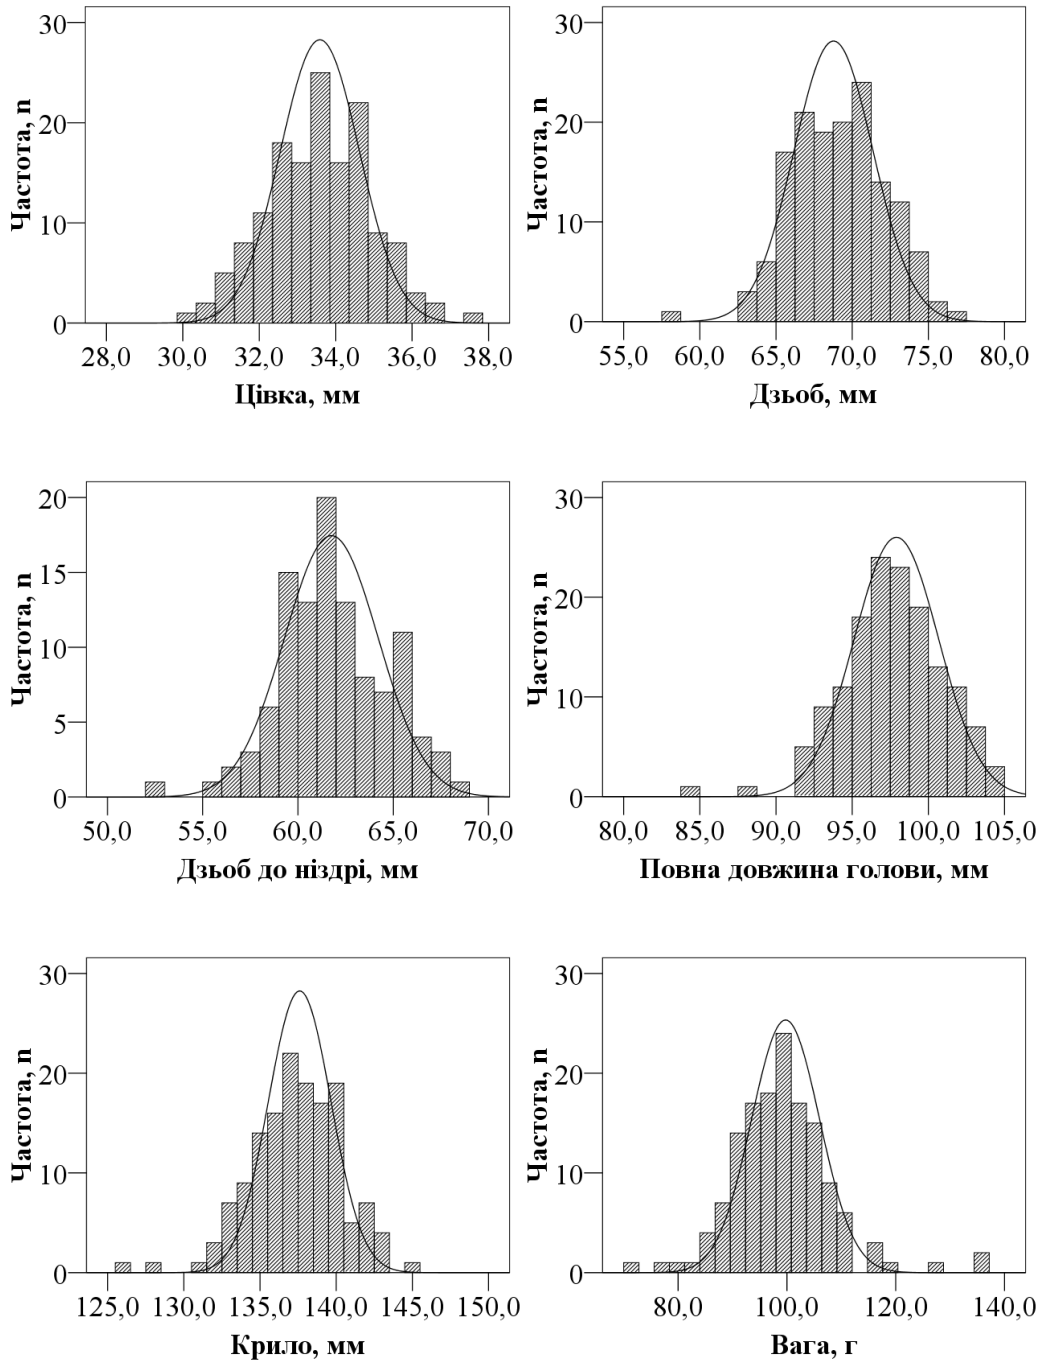 30
20
10
0
Частота, n
28,0 30,0 32,0 34,0 36,0 38,0
Цівка, мм
30
20
10
0
Частота, n
55,0 60,0 65,0 70,0 75,0 80,0
Дзьоб, мм
20
15
10
5
0
Частота, n
50,0 55,0 60,0 65,0 70,0
Дзьоб до ніздрі, мм
30
20
10
0
Частота, n
80,0 85,0 90,0 95,0 100,0 105,0
Повна довжина голови, мм
30
20
10
0
Частота, n
125,0 130,0 135,0 140,0 145,0 150,0
Крило, мм
30
20
10
0
Частота, n
80,0 100,0 120,0 140,0
Вага, г